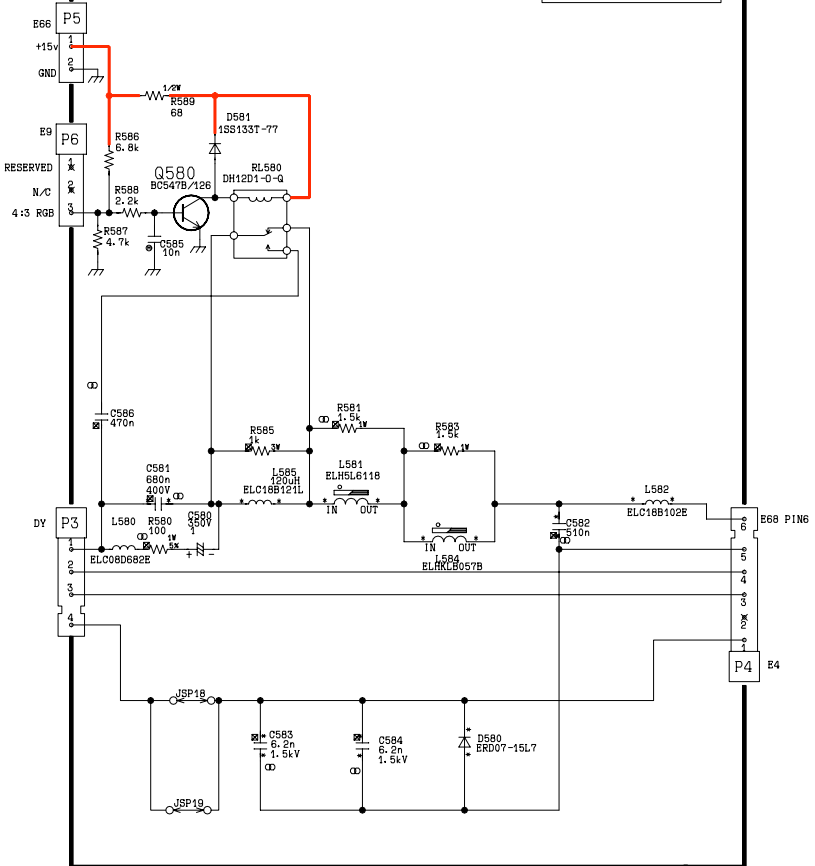 E66
P5
+15v
1
GND
2
1/2W
R589
68
D581
1SS133T-77
E9
P6
R586
6.8k
RESERVED
1
Q580
BC547B/126
RL580
DH12D1-0-Q
N/C
2
R588
2.2k
4:3 RGB
3
R587
4.7k
C585
10n
C586
470n
R581
1.5k
1W
R583
1.5k
1W
R585
1k
3W
C581
680n
400V
L585
120uH
ELC18B121L
L581
ELH5L6118
IN
OUT
L582
ELC18B102E
DY
P3
L580
R580
100
1W
5%
C580
350V
1
+
-
ELC08D682E
IN
OUT
L584
ELHKLB057B
C582
510n
E68 PIN6
6
5
4
3
2
1
P4
E4
1
2
3
4
JSP18
C583
6.2n
1.5kV
C584
6.2n
1.5kV
D580
ERD07-15L7
JSP19